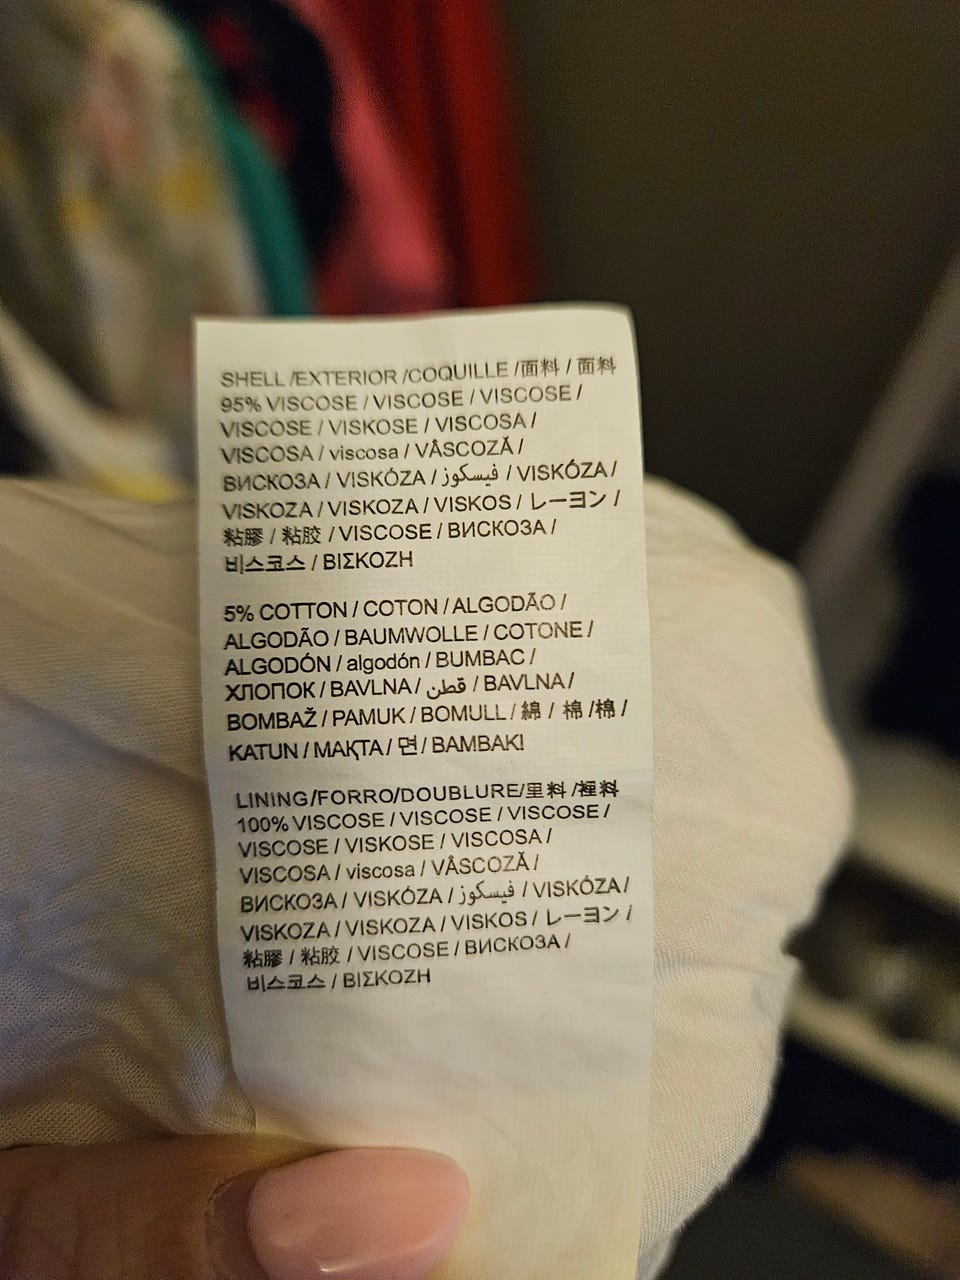 SHELL /EXTERIOR /COQUILLE /面料 / 面料
95% VISCOSE / VISCOSE / VISCOSE /
VISCOSE / VISKOSE / VISCOSA /
VISCOSA / viscosa / VÂSCOZĂ /
ВИСКОЗА / VISKÓZA / فيسكوز / VISKÓZA /
VISKOZA / VISKOZA / VISKOS / レーヨン /
粘膠 / 粘胶 / VISCOSE / ВИСКОЗА /
비스코스 / ΒΙΣΚΟΖΗ
5% COTTON / COTON / ALGODÃO /
ALGODÃO / BAUMWOLLE / COTONE /
ALGODÓN / algodón / BUMBAC /
ХЛОПОК / BAVLNA / قطن / BAVLNA /
BOMBAŽ / PAMUK / BOMULL / 綿 / 棉 /棉 /
KATUN / МАҚТА / 면 / BAMBAKI
LINING/FORRO/DOUBLURE/里料 /裡料
100% VISCOSE / VISCOSE / VISCOSE /
VISCOSE / VISKOSE / VISCOSA /
VISCOSA / viscosa / VÂSCOZĂ /
ВИСКОЗА / VISKÓZA / فيسكوز / VISKÓZA /
VISKOZA / VISKOZA / VISKOS / レーヨン /
粘膠 / 粘胶 / VISCOSE / ВИСКОЗА /
비스코스 / ΒΙΣΚΟΖΗ